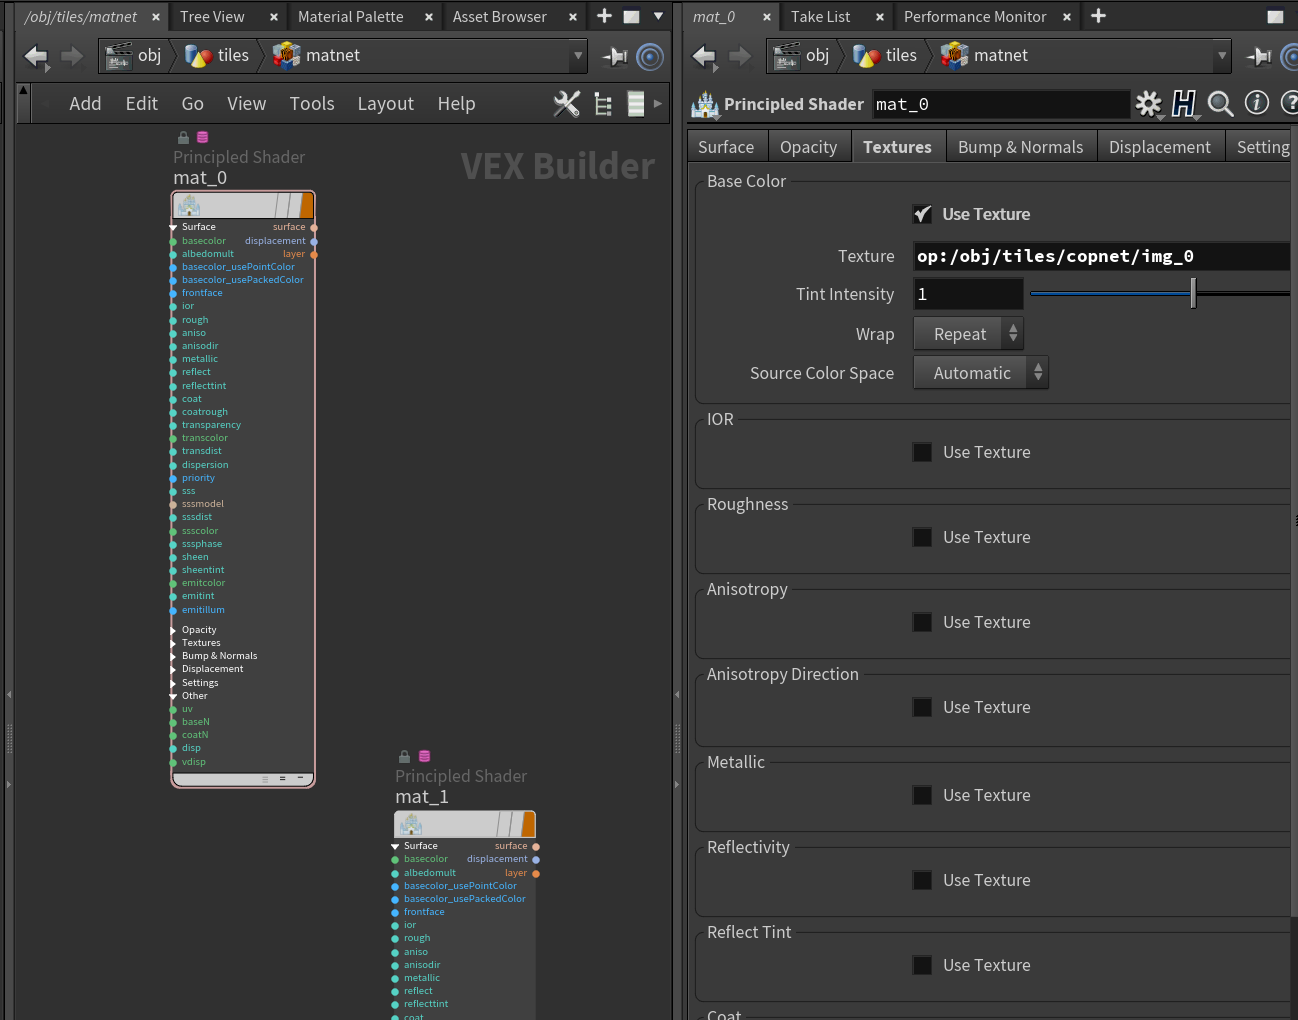 /obj/tiles/matnet
Tree View
Material Palette
Asset Browser
obj
tiles
matnet
Add
Edit
Go
View
Tools
Layout
Help
VEX Builder
Principled Shader
mat_0
Surface
surface
basecolor
displacement
albedomult
layer
basecolor_usePointColor
basecolor_usePackedColor
frontface
ior
rough
aniso
anisodir
metallic
reflect
reflecttint
coat
coatrough
transparency
transcolor
transdist
dispersion
priority
sss
sssmodel
sssdist
ssscolor
sssphase
sheen
sheentint
emitcolor
emitint
emitillum
Opacity
Textures
Bump & Normals
Displacement
Settings
Other
uv
baseN
coatN
disp
vdisp
Principled Shader
mat_1
Surface
surface
basecolor
displacement
albedomult
layer
basecolor_usePointColor
basecolor_usePackedColor
frontface
ior
rough
aniso
anisodir
metallic
reflect
reflecttint
coat
mat_0
Take List
Performance Monitor
obj
tiles
matnet
Principled Shader
mat_0
Surface
Opacity
Textures
Bump & Normals
Displacement
Setting
Base Color
Use Texture
Texture
op:/obj/tiles/copnet/img_0
Tint Intensity
1
Wrap
Repeat
Source Color Space
Automatic
IOR
Use Texture
Roughness
Use Texture
Anisotropy
Use Texture
Anisotropy Direction
Use Texture
Metallic
Use Texture
Reflectivity
Use Texture
Reflect Tint
Use Texture
Coat